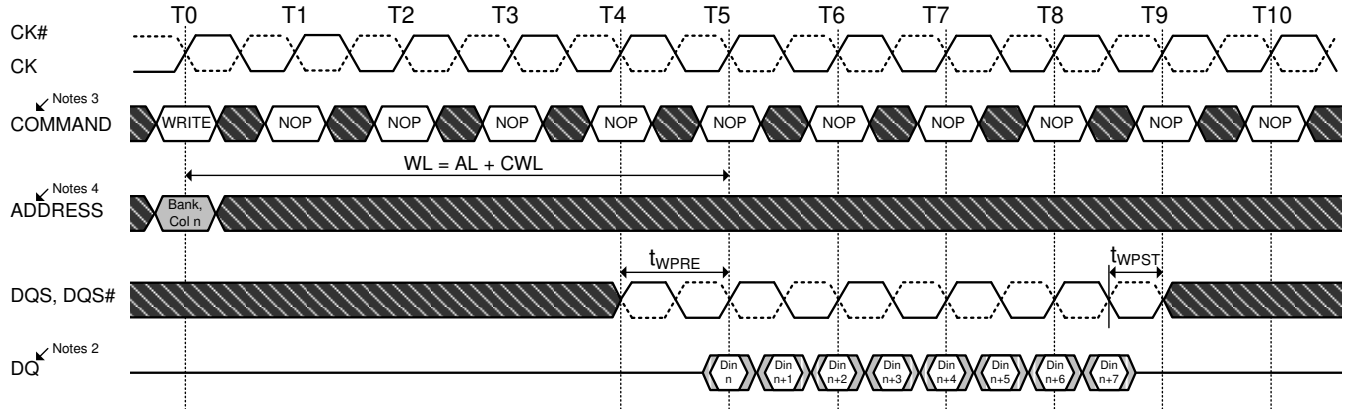 T0 T1 T2 T3 T4 T5 T6 T7 T8 T9 T10
CK#
CK
Notes 3
COMMAND WRITE NOP NOP NOP NOP NOP NOP NOP NOP NOP NOP
WL = AL + CWL
Notes 4
ADDRESS
Bank,
Col n
tWPRE tWPST
DQS, DQS#
Notes 2
DQ
Din Din Din Din Din Din Din Din
n n+1 n+2 n+3 n+4 n+5 n+6 n+7